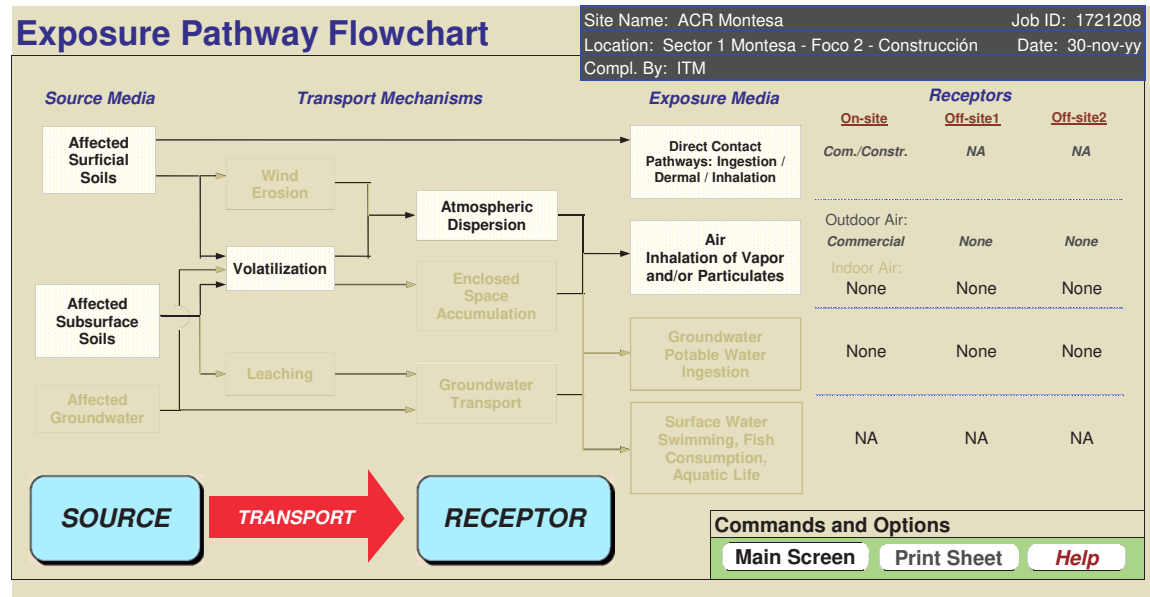 Exposure Pathway Flowchart
Site Name: ACR Montesa Job ID: 1721208
Location: Sector 1 Montesa - Foco 2 - Construcción Date: 30-nov-yy
Compl. By: ITM
Source Media
Transport Mechanisms
Exposure Media
Receptors
On-site Off-site1 Off-site2
Affected
Surficial
Soils
Wind
Erosion
Volatilization
Atmospheric
Dispersion
Enclosed
Space
Accumulation
Affected
Subsurface
Soils
Leaching
Groundwater
Transport
Affected
Groundwater
Direct Contact
Pathways: Ingestion /
Dermal / Inhalation
Com./Constr. NA NA
Air
Inhalation of Vapor
and/or Particulates
Outdoor Air:
Commercial None None
Indoor Air:
None None None
Groundwater
Potable Water
Ingestion
None None None
Surface Water
Swimming, Fish
Consumption,
Aquatic Life
NA NA NA
SOURCE
TRANSPORT
RECEPTOR
Commands and Options
Main Screen Print Sheet Help